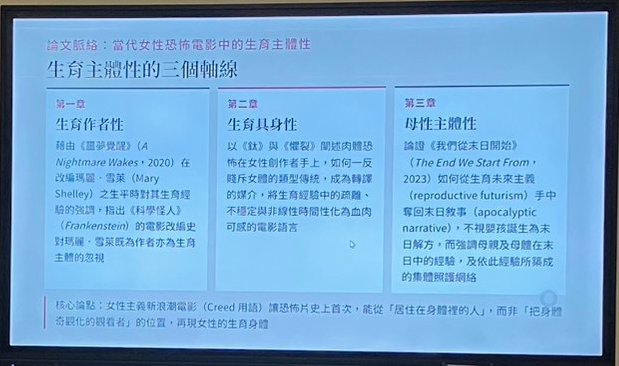 論文脈絡：當代女性恐怖電影中的生育主體性
生育主體性的三個軸線
第一章
生育作者性
藉由《噩夢覺醒》（A
Nightmare Wakes，2020）在
改編瑪麗・雪萊（Mary
Shelley）之生平時對其生育經
驗的強調，指出《科學怪人》
（Frankenstein）的電影改編史
對瑪麗・雪萊既為作者亦為生育
主體的忽視
第二章
生育具身性
以《鈦》與《懼裂》闡述肉體恐
怖在女性創作者手上，如何一反
賤斥女體的類型傳統，成為轉譯
的媒介，將生育經驗中的疏離、
不穩定與非線性時間性化為血肉
可感的電影語言
第三章
母性主體性
論證《我們從末日開始》
（The End We Start From，
2023）如何從生育未來主義
（reproductive futurism）手中
奪回末日敘事（apocalyptic
narrative），不視嬰孩誕生為末
日解方，而強調母親及母體在末
日中的經驗，及依此經驗所築成
的集體照護網絡
核心論點：女性主義新浪潮電影（Creed 用語）讓恐怖片史上首次，能從「居住在身體裡的人」，而非「把身體
奇觀化的觀看者」的位置，再現女性的生育身體